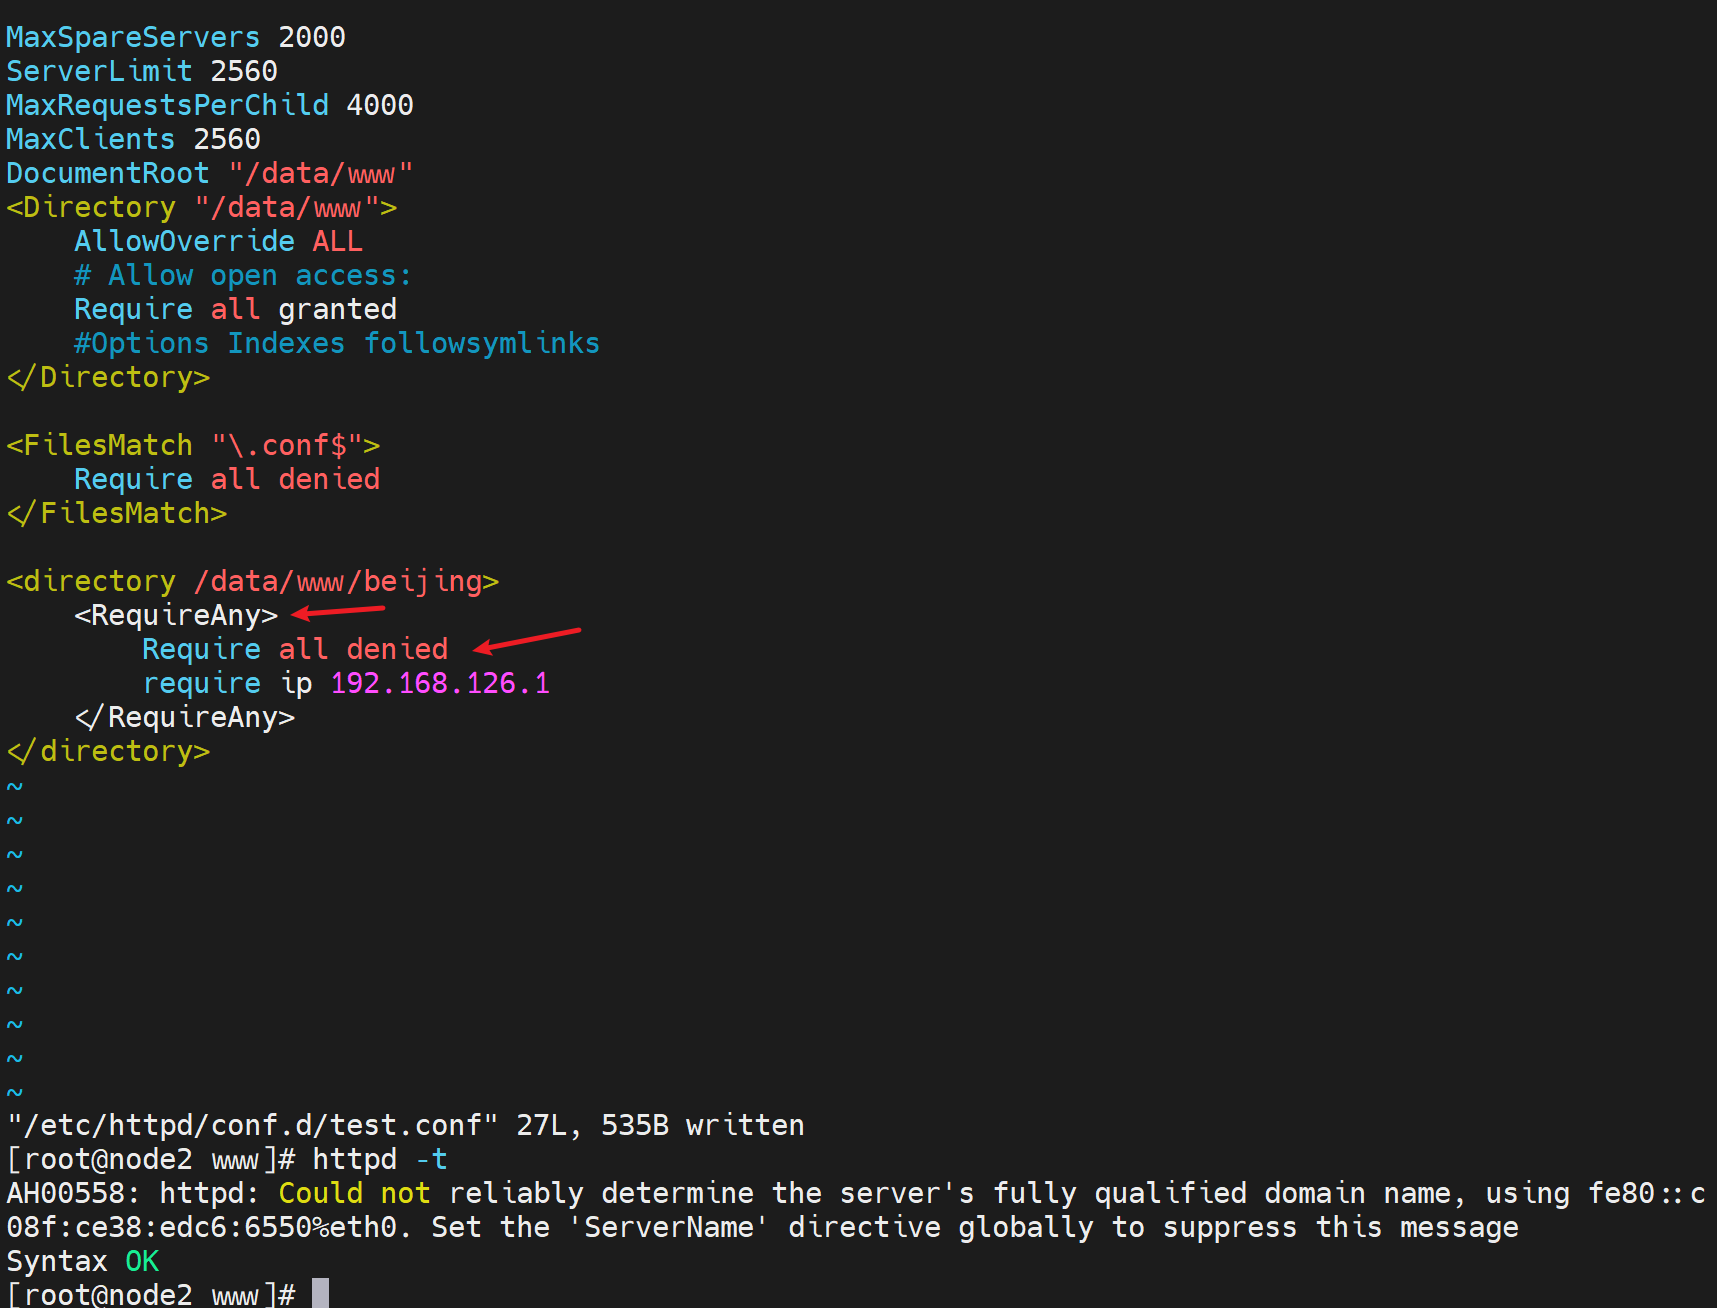 MaxSpareServers 2000
ServerLimit 2560
MaxRequestsPerChild 4000
MaxClients 2560
DocumentRoot "/data/www"
<Directory "/data/www">
    AllowOverride ALL
    # Allow open access:
    Require all granted
    #Options Indexes followsymlinks
</Directory>

<FilesMatch "\.conf$">
    Require all denied
</FilesMatch>

<directory /data/www/beijing>
    <RequireAny>
        Require all denied
        require ip 192.168.126.1
    </RequireAny>
</directory>
~
~
~
~
~
~
~
~
~
~
"/etc/httpd/conf.d/test.conf" 27L, 535B written
[root@node2 www]# httpd -t
AH00558: httpd: Could not reliably determine the server's fully qualified domain name, using fe80::c
08f:ce38:edc6:6550%eth0. Set the 'ServerName' directive globally to suppress this message
Syntax OK
[root@node2 www]#